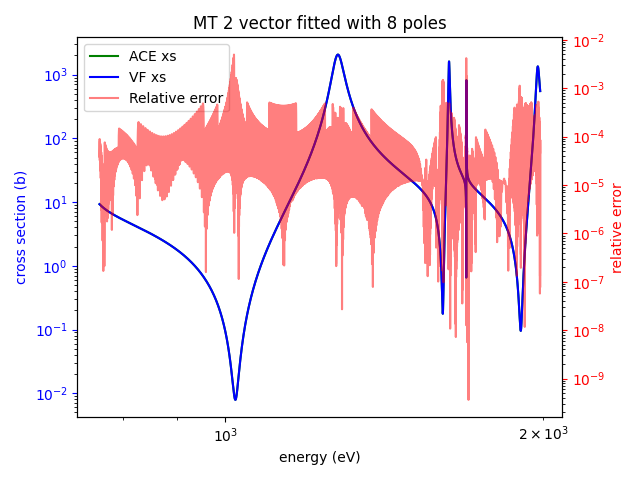 MT 2 vector fitted with 8 poles
ACE xs
VF xs
Relative error
cross section (b)
10^3
10^2
10^1
10^0
10^-1
10^-2
10^-2
10^-3
10^-4
10^-5
10^-6
10^-7
10^-8
10^-9
relative error
10^3
2 × 10^3
energy (eV)